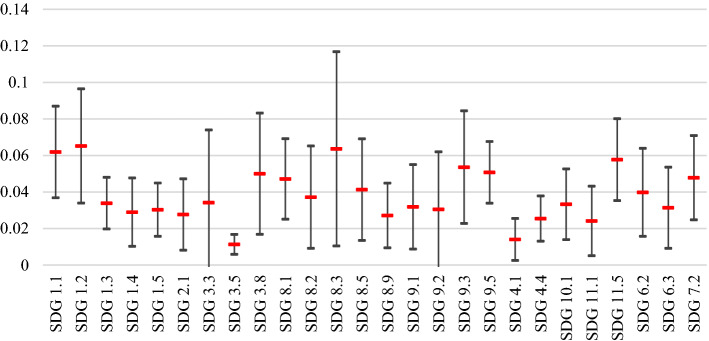 0.14
0.12
0.1
0.08
0.06
0.04
0.02
0
SDG 1.1
SDG 1.2
SDG 1.3
SDG 1.4
SDG 1.5
SDG 2.1
SDG 3.3
SDG 3.5
SDG 3.8
SDG 8.1
SDG 8.2
SDG 8.3
SDG 8.5
SDG 8.9
SDG 9.1
SDG 9.2
SDG 9.3
SDG 9.5
SDG 4.1
SDG 4.4
SDG 10.1
SDG 11.1
SDG 11.5
SDG 6.2
SDG 6.3
SDG 7.2